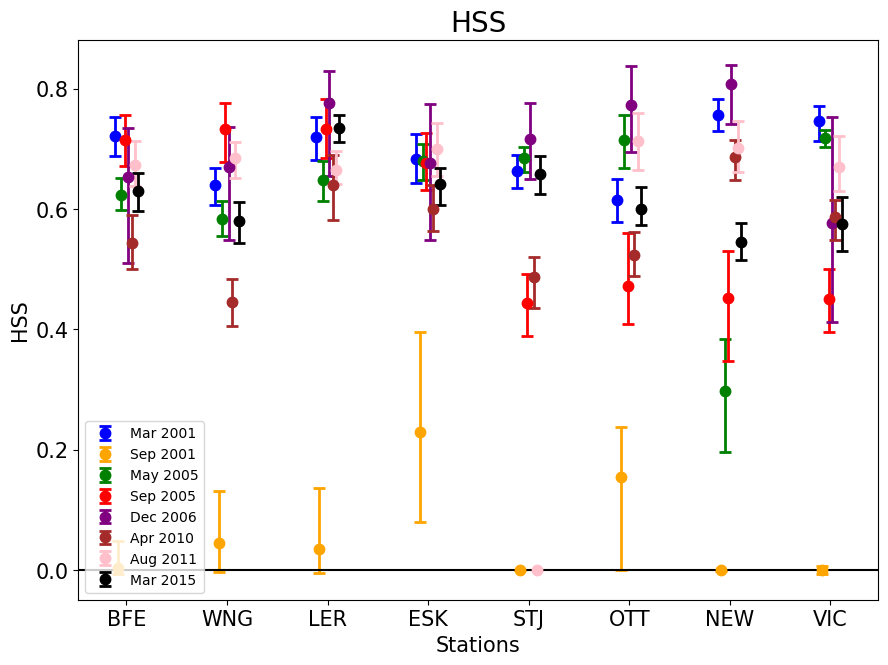 HSS
HSS
0.8
0.6
0.4
0.2
0.0
Mar 2001
Sep 2001
May 2005
Sep 2005
Dec 2006
Apr 2010
Aug 2011
Mar 2015
BFE WNG LER ESK STJ OTT NEW VIC
Stations